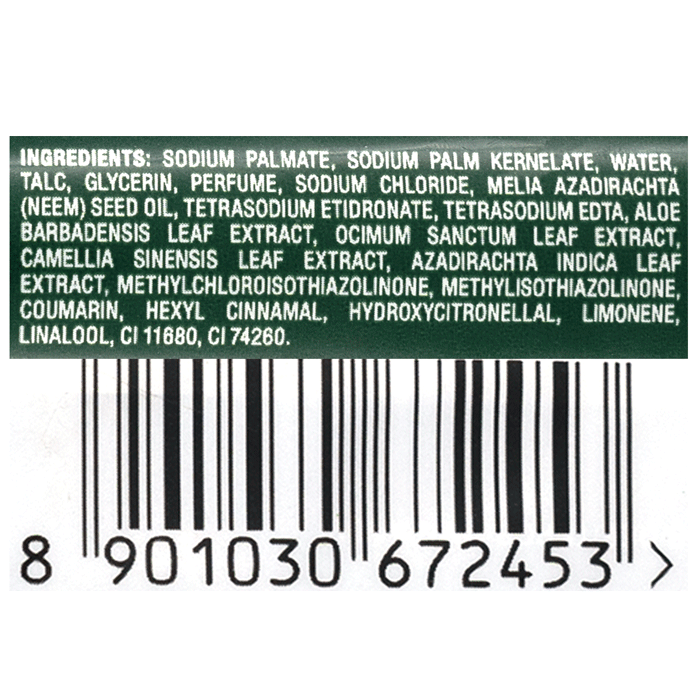 INGREDIENTS: SODIUM PALMATE, SODIUM PALM KERNELATE, WATER,
TALC, GLYCERIN, PERFUME, SODIUM CHLORIDE, MELIA AZADIRACHTA
(NEEM) SEED OIL, TETRASODIUM ETIDRONATE, TETRASODIUM EDTA, ALOE
BARBADENSIS LEAF EXTRACT, OCIMUM SANCTUM LEAF EXTRACT,
CAMELLIA SINENSIS LEAF EXTRACT, AZADIRACHTA INDICA LEAF
EXTRACT, METHYLCHLOROISOTHIAZOLINONE, METHYLISOTHIAZOLINONE,
COUMARIN, HEXYL CINNAMAL, HYDROXYCITRONELLAL, LIMONENE,
LINALOOL, CI 11680, CI 74260.
8 901030 672453 >